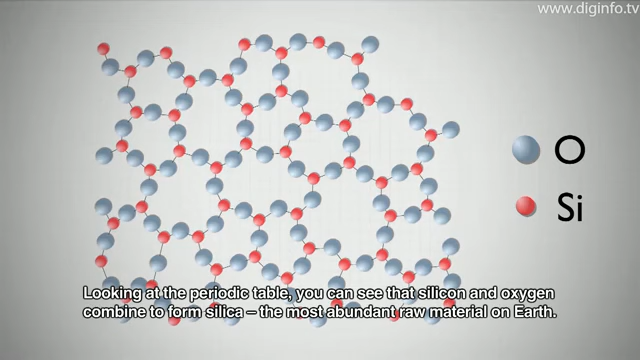 www.diginfo.tv
O
Si
Looking at the periodic table, you can see that silicon and oxygen
combine to form silica – the most abundant raw material on Earth.